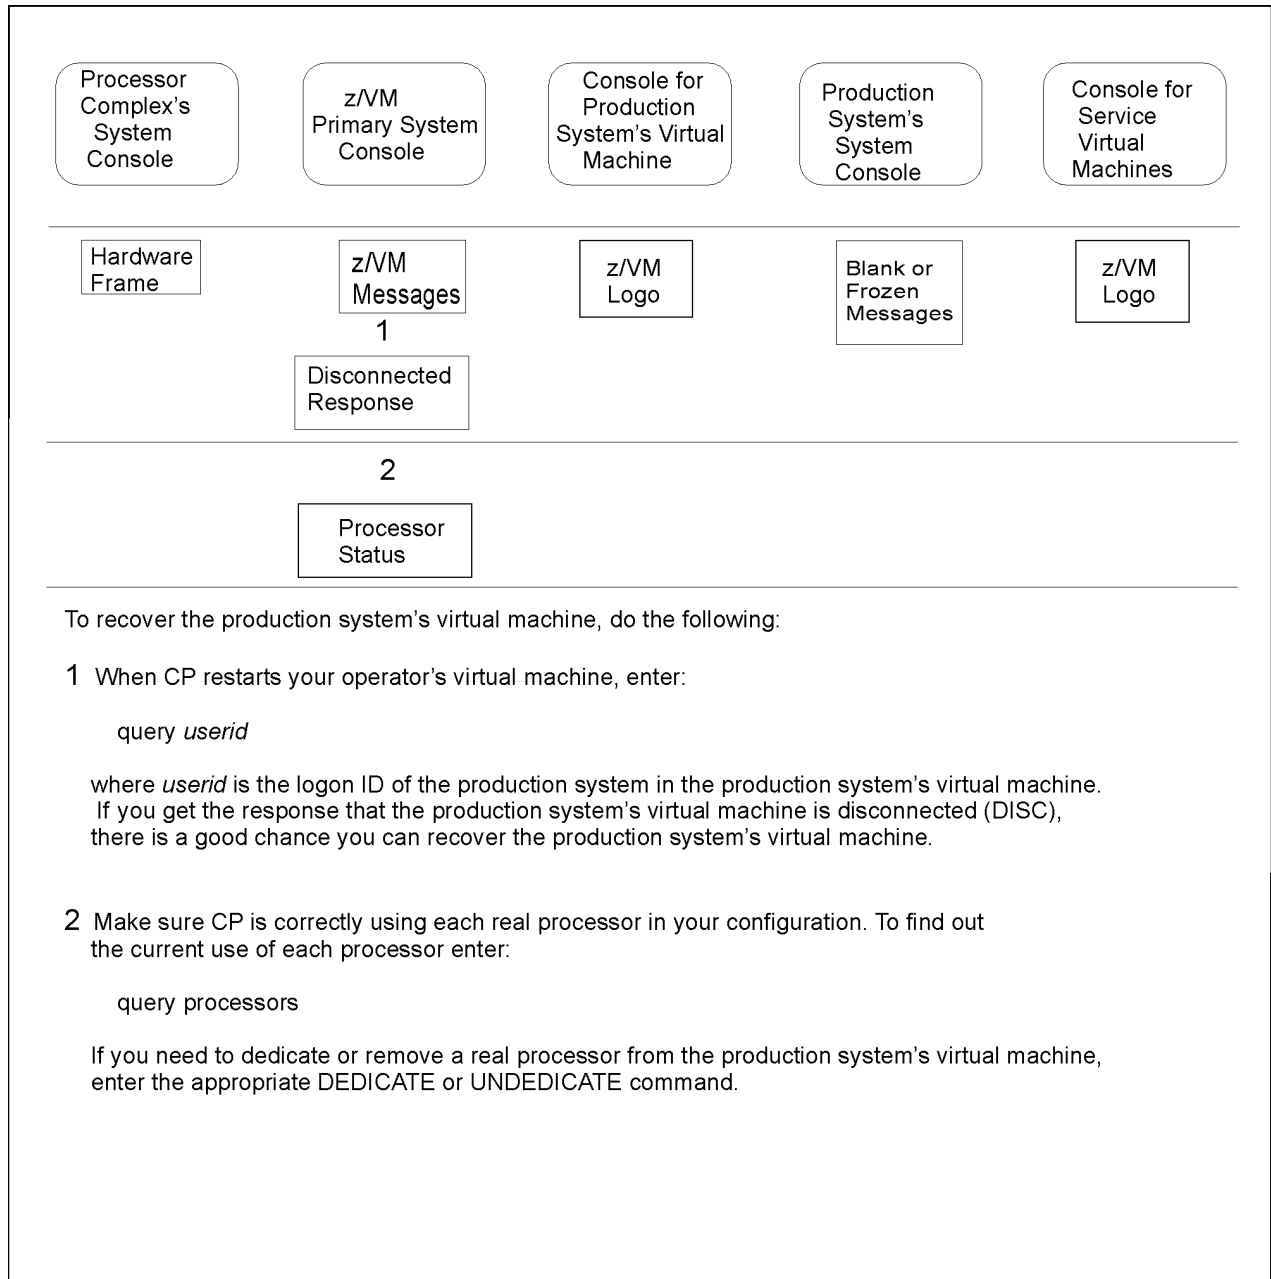 Processor
Complex's
System
Console
z/VM
Primary System
Console
Console for
Production
System's Virtual
Machine
Production
System's
System
Console
Console for
Service
Virtual
Machines
Hardware
Frame
z/VM
Messages
1
Disconnected
Response
z/VM
Logo
Blank or
Frozen
Messages
z/VM
Logo
2
Processor
Status
To recover the production system's virtual machine, do the following:
1 When CP restarts your operator's virtual machine, enter:
query userid
where userid is the logon ID of the production system in the production system's virtual machine.
If you get the response that the production system's virtual machine is disconnected (DISC),
there is a good chance you can recover the production system's virtual machine.
2 Make sure CP is correctly using each real processor in your configuration. To find out
the current use of each processor enter:
query processors
If you need to dedicate or remove a real processor from the production system's virtual machine,
enter the appropriate DEDICATE or UNDEDICATE command.